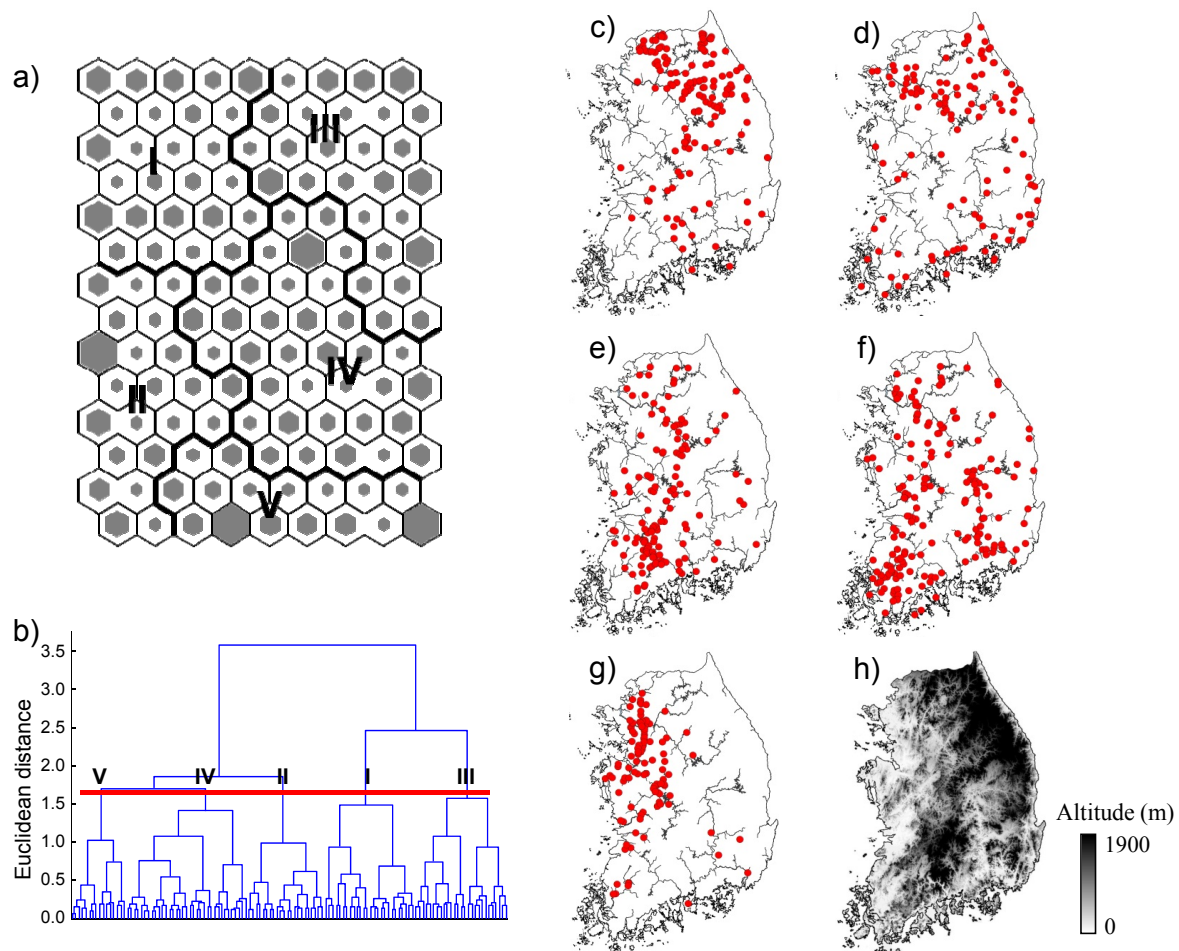 a)
III
I
IV
II
V
b)
3.5
3.0
2.5
2.0
1.5
1.0
0.5
0.0
Euclidean distance
V IV II I III
c)
d)
e)
f)
g)
h)
Altitude (m)
1900
0